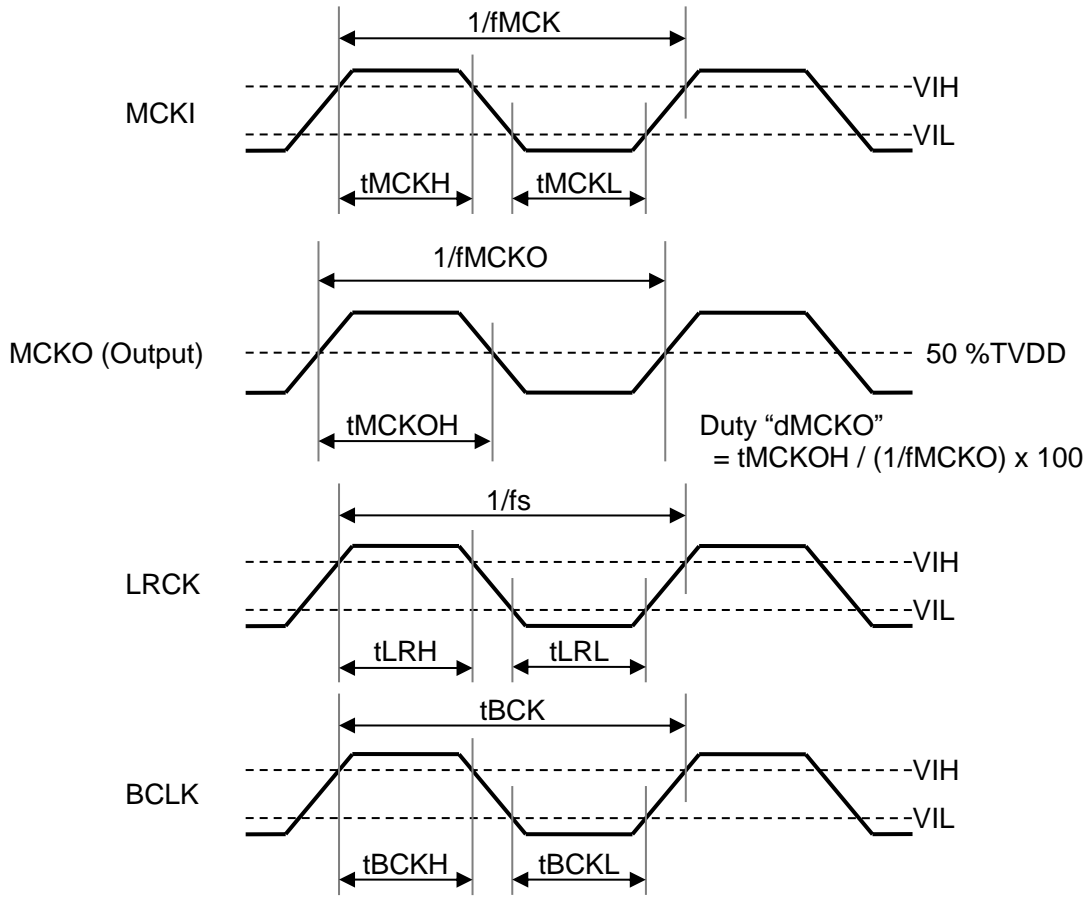 1/fMCK
MCKI
VIH
VIL
tMCKH
tMCKL
1/fMCKO
MCKO (Output)
50 %TVDD
tMCKOH
Duty “dMCKO”
= tMCKOH / (1/fMCKO) x 100
1/fs
LRCK
VIH
VIL
tLRH
tLRL
tBCK
BCLK
VIH
VIL
tBCKH
tBCKL